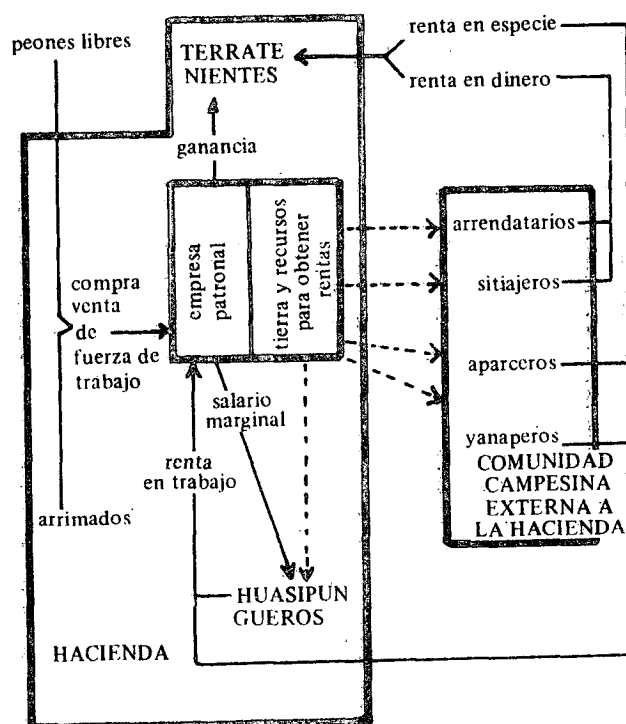 peones libres
TERRATE
NIENTES
renta en especie
renta en dinero
ganancia
empresa
patronal
tierra y recursos
para obtener
rentas
arrendatarios
sitiajeros
aparceros
yanaperos
COMUNIDAD
CAMPESINA
EXTERNA A
LA HACIENDA
compra
venta
de
fuerza de
trabajo
salario
marginal
renta
en trabajo
arrimados
HUASIPUN
GUEROS
HACIENDA